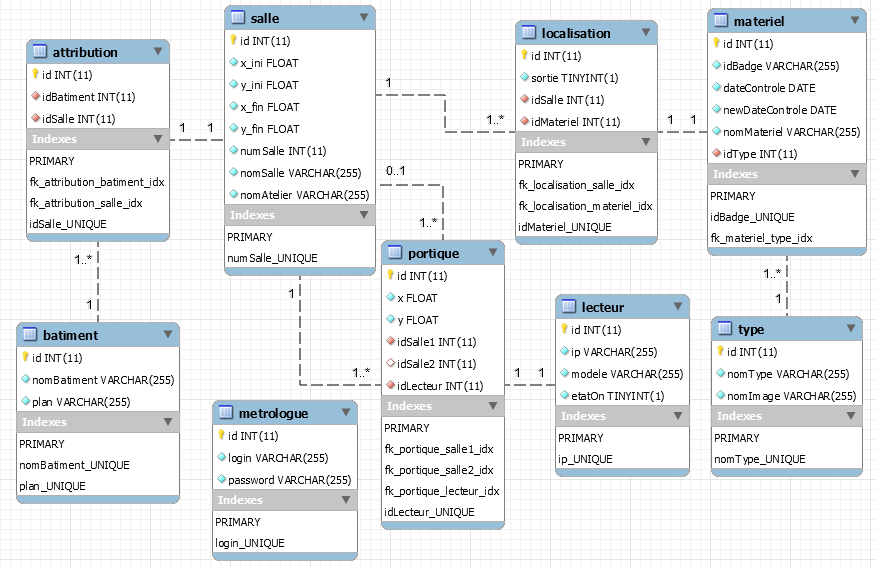 attribution
id INT(11)
idBatiment INT(11)
idSalle INT(11)
Indexes
PRIMARY
fk_attribution_batiment_idx
fk_attribution_salle_idx
idSalle_UNIQUE
salle
id INT(11)
x_ini FLOAT
y_ini FLOAT
x_fin FLOAT
y_fin FLOAT
numSalle INT(11)
nomSalle VARCHAR(255)
nomAtelier VARCHAR(255)
Indexes
PRIMARY
numSalle_UNIQUE
localisation
id INT(11)
sortie TINYINT(1)
idSalle INT(11)
idMateriel INT(11)
Indexes
PRIMARY
fk_localisation_salle_idx
fk_localisation_materiel_idx
idMateriel_UNIQUE
materiel
id INT(11)
idBadge VARCHAR(255)
dateControle DATE
newDateControle DATE
nomMateriel VARCHAR(255)
idType INT(11)
Indexes
PRIMARY
idBadge_UNIQUE
fk_materiel_type_idx
1
1
1
1..*
1
1
0..1
1..*
1..*
1
1
1..*
1
1
1..*
1
batiment
id INT(11)
nomBatiment VARCHAR(255)
plan VARCHAR(255)
Indexes
PRIMARY
nomBatiment_UNIQUE
plan_UNIQUE
metrologue
id INT(11)
login VARCHAR(255)
password VARCHAR(255)
Indexes
PRIMARY
login_UNIQUE
portique
id INT(11)
x FLOAT
y FLOAT
idSalle1 INT(11)
idSalle2 INT(11)
idLecteur INT(11)
Indexes
PRIMARY
fk_portique_salle1_idx
fk_portique_salle2_idx
fk_portique_lecteur_idx
idLecteur_UNIQUE
lecteur
id INT(11)
ip VARCHAR(255)
modele VARCHAR(255)
etatOn TINYINT(1)
Indexes
PRIMARY
ip_UNIQUE
type
id INT(11)
nomType VARCHAR(255)
nomImage VARCHAR(255)
Indexes
PRIMARY
nomType_UNIQUE